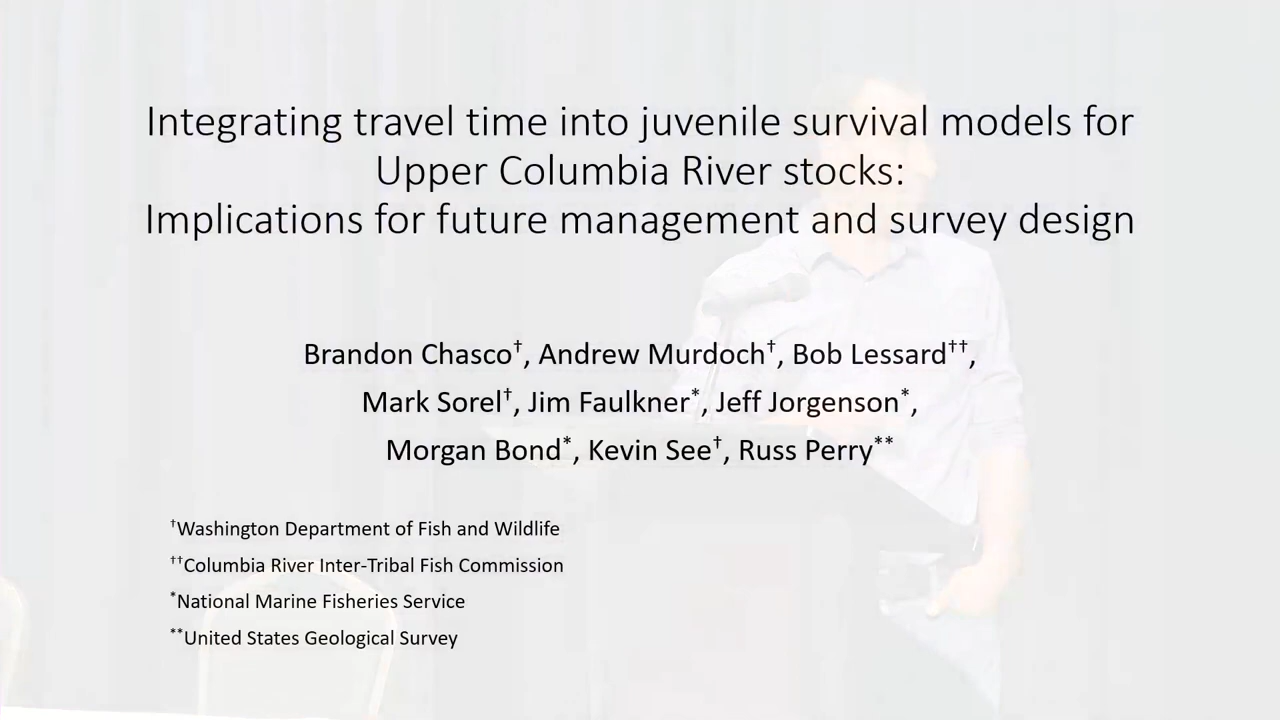 Integrating travel time into juvenile survival models for
Upper Columbia River stocks:
Implications for future management and survey design
Brandon Chasco†, Andrew Murdoch†, Bob Lessard††,
Mark Sorel†, Jim Faulkner*, Jeff Jorgenson*,
Morgan Bond*, Kevin See†, Russ Perry**
†Washington Department of Fish and Wildlife
††Columbia River Inter-Tribal Fish Commission
*National Marine Fisheries Service
**United States Geological Survey